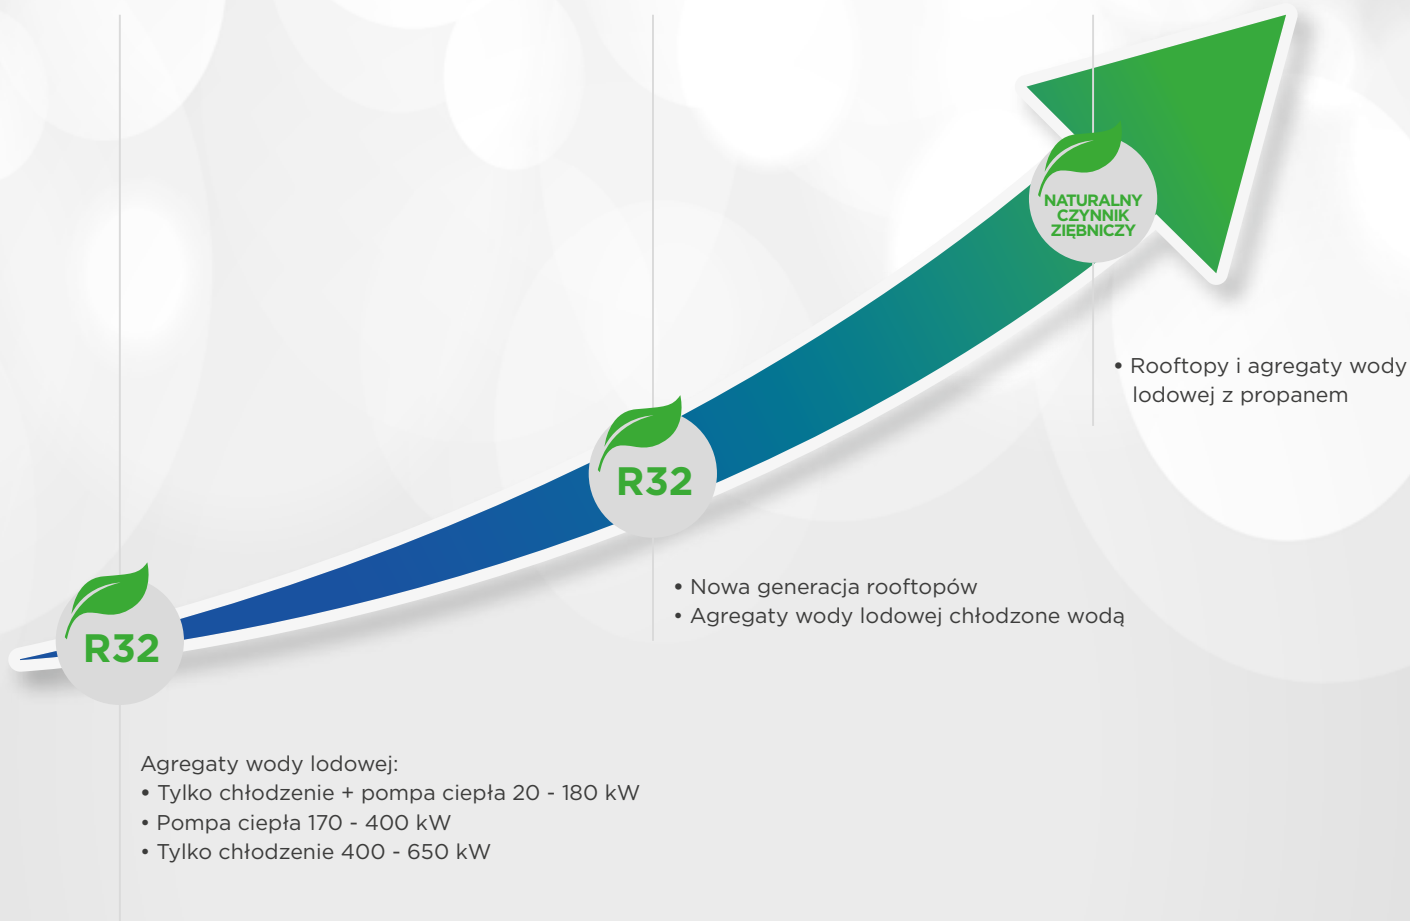 NATURALNY
CZYNNIK
ZIĘBNICZY
• Rooftopy i agregaty wody
lodowej z propanem
R32
• Nowa generacja rooftopów
• Agregaty wody lodowej chłodzone wodą
R32
Agregaty wody lodowej:
• Tylko chłodzenie + pompa ciepła 20 - 180 kW
• Pompa ciepła 170 - 400 kW
• Tylko chłodzenie 400 - 650 kW